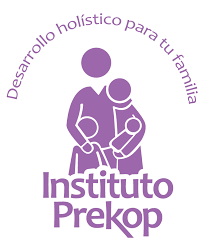 Desarrollo holístico para tu familia
Instituto
Prekop